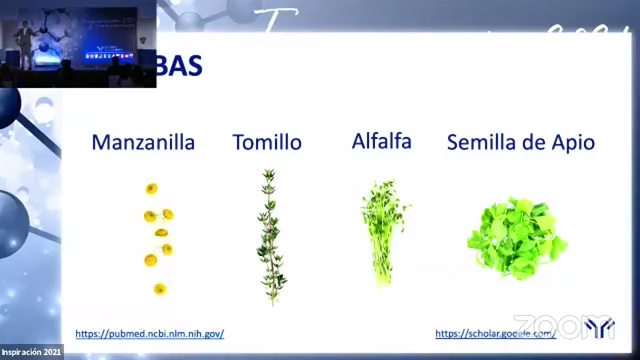 BAS
Manzanilla
Tomillo
Alfalfa
Semilla de Apio
https://pubmed.ncbi.nlm.nih.gov/
https://scholar.google.com/
zoom
Inspiración 2021